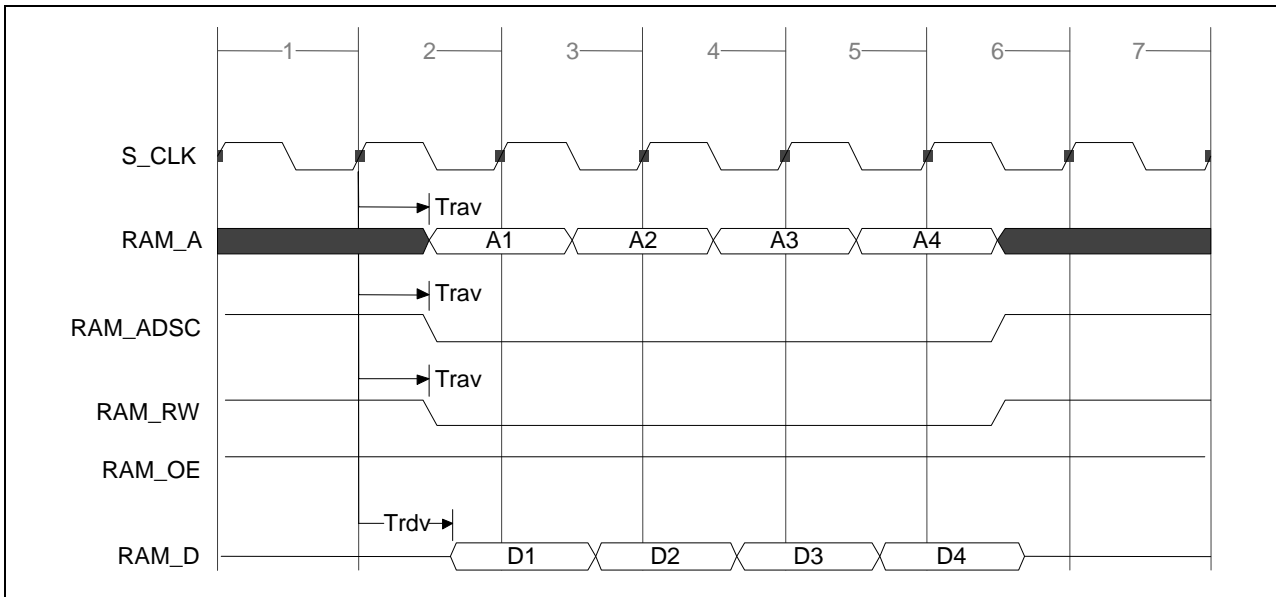 1 2 3 4 5 6 7
S_CLK
Trav
RAM_A A1 A2 A3 A4
Trav
RAM_ADSC
Trav
RAM_RW
RAM_OE
Trdv
RAM_D D1 D2 D3 D4